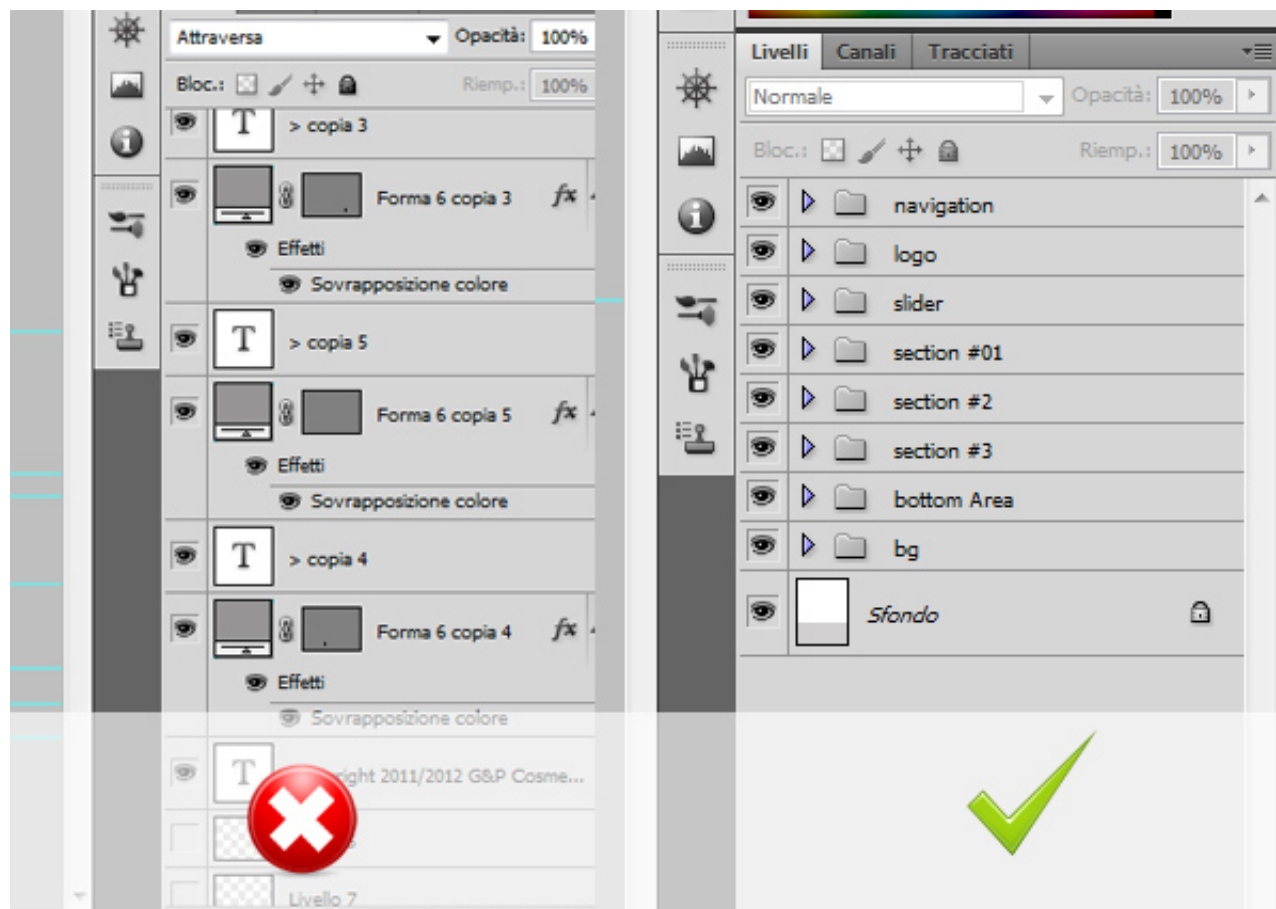 Attraversa Opacità: 100%
Bloc.: Riemp.: 100%
T > copia 3
Forma 6 copia 3 fx
Effetti
Sovrapposizione colore
T > copia 5
Forma 6 copia 5 fx
Effetti
Sovrapposizione colore
T > copia 4
Forma 6 copia 4 fx
Effetti
Sovrapposizione colore
T right 2011/2012 G&P Cosme...
Livello 7
Livelli Canali Tracciati
Normale Opacità: 100%
Bloc.: Riemp.: 100%
navigation
logo
slider
section #01
section #2
section #3
bottom Area
bg
Sfondo